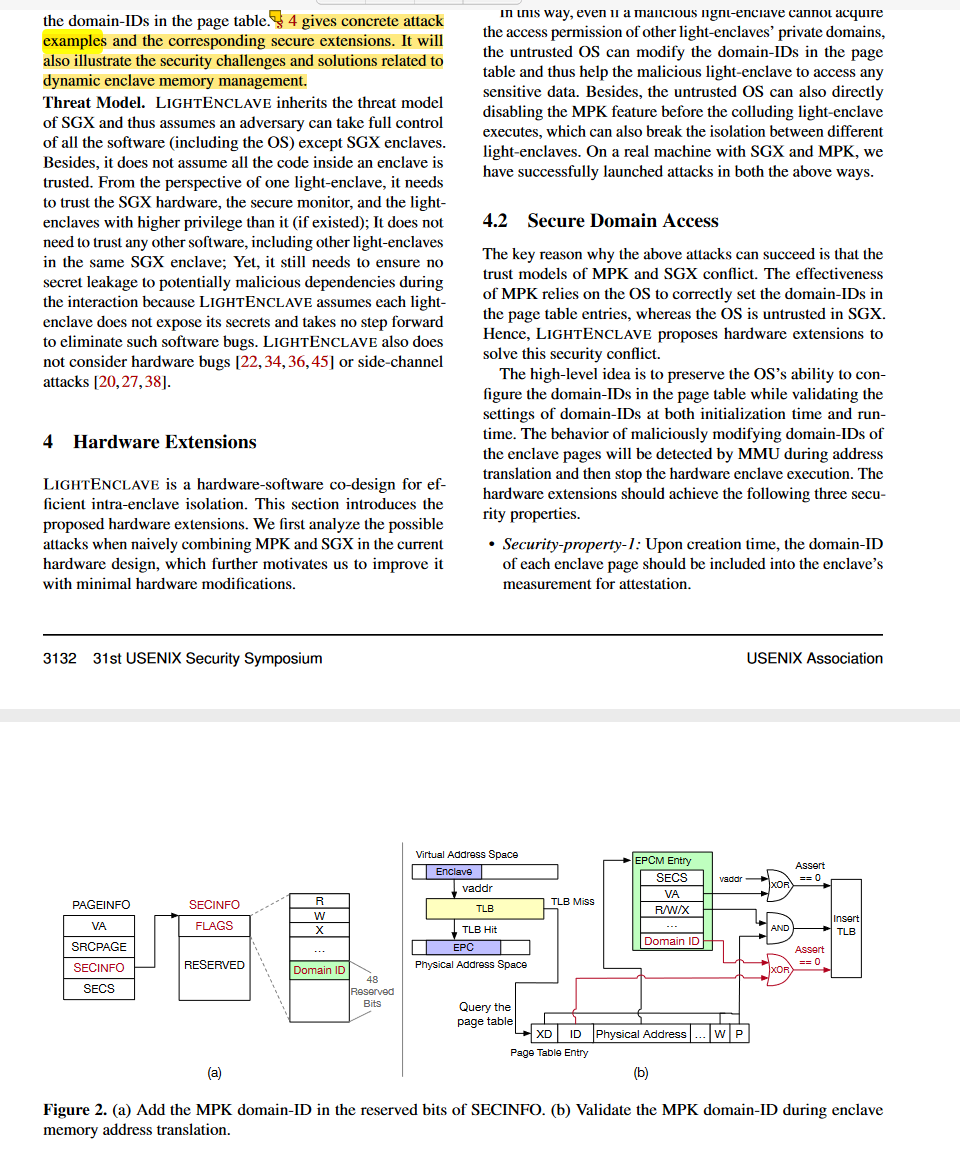 the domain-IDs in the page table. § 4 gives concrete attack
examples and the corresponding secure extensions. It will
also illustrate the security challenges and solutions related to
dynamic enclave memory management.
Threat Model. LIGHTENCLAVE inherits the threat model
of SGX and thus assumes an adversary can take full control
of all the software (including the OS) except SGX enclaves.
Besides, it does not assume all the code inside an enclave is
trusted. From the perspective of one light-enclave, it needs
to trust the SGX hardware, the secure monitor, and the light-
enclaves with higher privilege than it (if existed); It does not
need to trust any other software, including other light-enclaves
in the same SGX enclave; Yet, it still needs to ensure no
secret leakage to potentially malicious dependencies during
the interaction because LIGHTENCLAVE assumes each light-
enclave does not expose its secrets and takes no step forward
to eliminate such software bugs. LIGHTENCLAVE also does
not consider hardware bugs [22,34,36,45] or side-channel
attacks [20,27,38].
4 Hardware Extensions
LIGHTENCLAVE is a hardware-software co-design for ef-
ficient intra-enclave isolation. This section introduces the
proposed hardware extensions. We first analyze the possible
attacks when naively combining MPK and SGX in the current
hardware design, which further motivates us to improve it
with minimal hardware modifications.
In this way, even if a malicious light-enclave cannot acquire
the access permission of other light-enclaves' private domains,
the untrusted OS can modify the domain-IDs in the page
table and thus help the malicious light-enclave to access any
sensitive data. Besides, the untrusted OS can also directly
disabling the MPK feature before the colluding light-enclave
executes, which can also break the isolation between different
light-enclaves. On a real machine with SGX and MPK, we
have successfully launched attacks in both the above ways.
4.2 Secure Domain Access
The key reason why the above attacks can succeed is that the
trust models of MPK and SGX conflict. The effectiveness
of MPK relies on the OS to correctly set the domain-IDs in
the page table entries, whereas the OS is untrusted in SGX.
Hence, LIGHTENCLAVE proposes hardware extensions to
solve this security conflict.
The high-level idea is to preserve the OS's ability to con-
figure the domain-IDs in the page table while validating the
settings of domain-IDs at both initialization time and run-
time. The behavior of maliciously modifying domain-IDs of
the enclave pages will be detected by MMU during address
translation and then stop the hardware enclave execution. The
hardware extensions should achieve the following three secu-
rity properties.
• Security-property-1: Upon creation time, the domain-ID
of each enclave page should be included into the enclave's
measurement for attestation.
3132 31st USENIX Security Symposium
USENIX Association
PAGEINFO
VA
SRCPAGE
SECINFO
SECS
SECINFO
FLAGS
RESERVED
R
W
X
...
Domain ID
48
Reserved
Bits
(a)
Virtual Address Space
Enclave
vaddr
TLB
TLB Miss
TLB Hit
EPC
Physical Address Space
Query the
page table
EPCM Entry
SECS
VA
R/W/X
...
Domain ID
vaddr
XOR
Assert
== 0
AND
Assert
== 0
XOR
Insert
TLB
XD ID Physical Address ... W P
Page Table Entry
(b)
Figure 2. (a) Add the MPK domain-ID in the reserved bits of SECINFO. (b) Validate the MPK domain-ID during enclave
memory address translation.